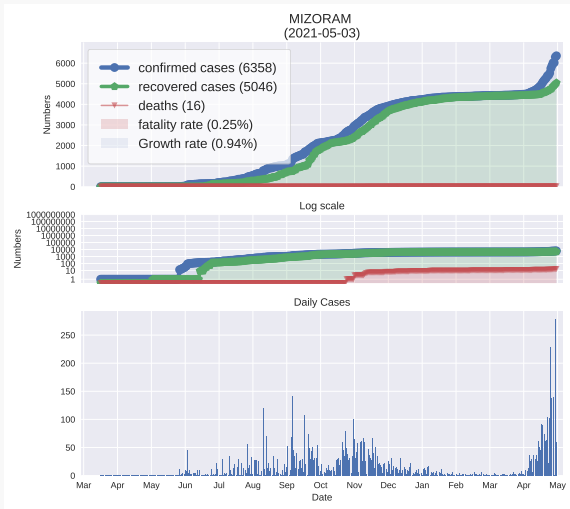 MIZORAM
(2021-05-03)
confirmed cases (6358)
recovered cases (5046)
deaths (16)
fatality rate (0.25%)
Growth rate (0.94%)
Numbers
6000
5000
4000
3000
2000
1000
0
Log scale
Numbers
1000000000
100000000
10000000
1000000
100000
10000
1000
100
10
1
Daily Cases
250
200
150
100
50
0
Mar Apr May Jun Jul Aug Sep Oct Nov Dec Jan Feb Mar Apr May
Date